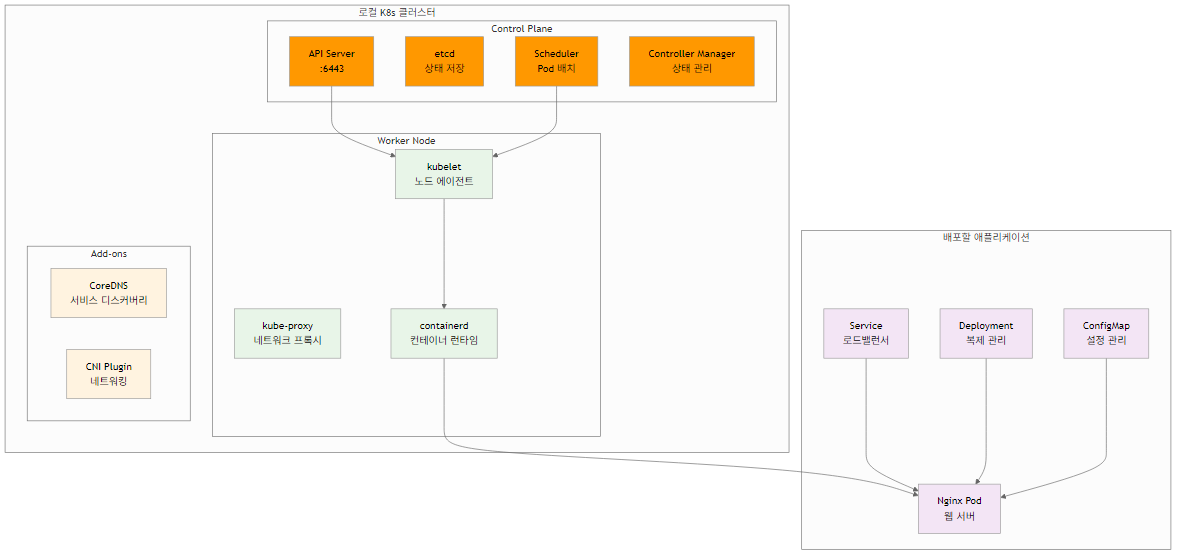 로컬 K8s 클러스터
Control Plane
API Server
:6443
etcd
상태 저장
Scheduler
Pod 배치
Controller Manager
상태 관리
Worker Node
kubelet
노드 에이전트
kube-proxy
네트워크 프록시
containerd
컨테이너 런타임
Add-ons
CoreDNS
서비스 디스커버리
CNI Plugin
네트워킹
배포할 애플리케이션
Service
로드밸런서
Deployment
복제 관리
ConfigMap
설정 관리
Nginx Pod
웹 서버